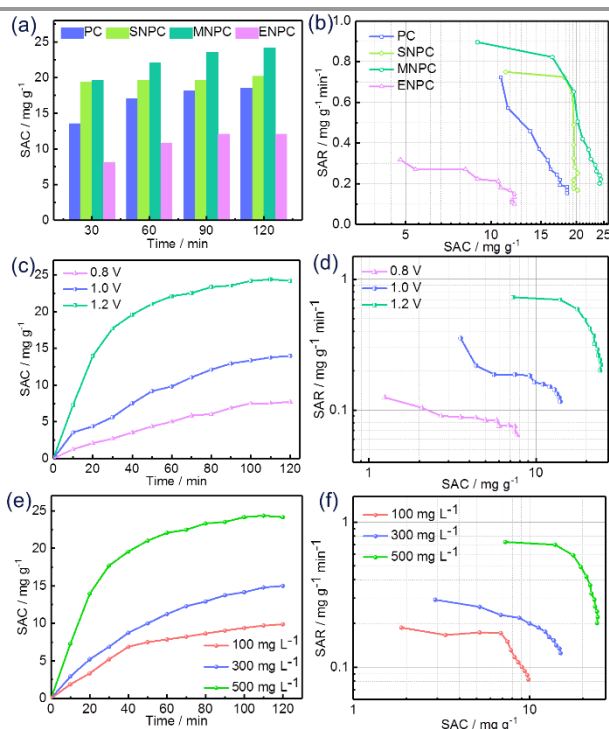 (a)
PC SNPC MNPC ENPC
SAC / mg g-1
25
20
15
10
5
0
30 60 90 120
Time / min
(b)
PC
SNPC
MNPC
ENPC
SAR / mg g-1 min-1
1.0
0.8
0.6
0.4
0.2
0.0
5 10 15 20 25
SAC / mg g-1
(c)
0.8 V
1.0 V
1.2 V
SAC / mg g-1
25
20
15
10
5
0
0 20 40 60 80 100 120
Time / min
(d)
0.8 V
1.0 V
1.2 V
SAR / mg g-1 min-1
1
0.1
1 10
SAC / mg g-1
(e)
100 mg L-1
300 mg L-1
500 mg L-1
SAC / mg g-1
25
20
15
10
5
0
0 20 40 60 80 100 120
Time / min
(f)
100 mg L-1
300 mg L-1
500 mg L-1
SAR / mg g-1 min-1
1
0.1
1 10
SAC / mg g-1